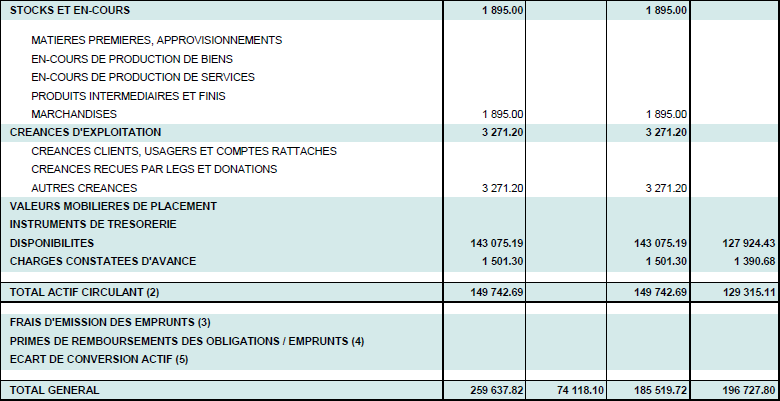 STOCKS ET EN-COURS 1 895.00 1 895.00
MATIERES PREMIERES, APPROVISIONNEMENTS
EN-COURS DE PRODUCTION DE BIENS
EN-COURS DE PRODUCTION DE SERVICES
PRODUITS INTERMEDIAIRES ET FINIS
MARCHANDISES 1 895.00 1 895.00
CREANCES D'EXPLOITATION 3 271.20 3 271.20
CREANCES CLIENTS, USAGERS ET COMPTES RATTACHES
CREANCES RECUES PAR LEGS ET DONATIONS
AUTRES CREANCES 3 271.20 3 271.20
VALEURS MOBILIERES DE PLACEMENT
INSTRUMENTS DE TRESORERIE
DISPONIBILITES 143 075.19 143 075.19 127 924.43
CHARGES CONSTATEES D'AVANCE 1 501.30 1 501.30 1 390.68
TOTAL ACTIF CIRCULANT (2) 149 742.69 149 742.69 129 315.11
FRAIS D'EMISSION DES EMPRUNTS (3)
PRIMES DE REMBOURSEMENTS DES OBLIGATIONS / EMPRUNTS (4)
ECART DE CONVERSION ACTIF (5)
TOTAL GENERAL 259 637.82 74 118.10 185 519.72 196 727.80